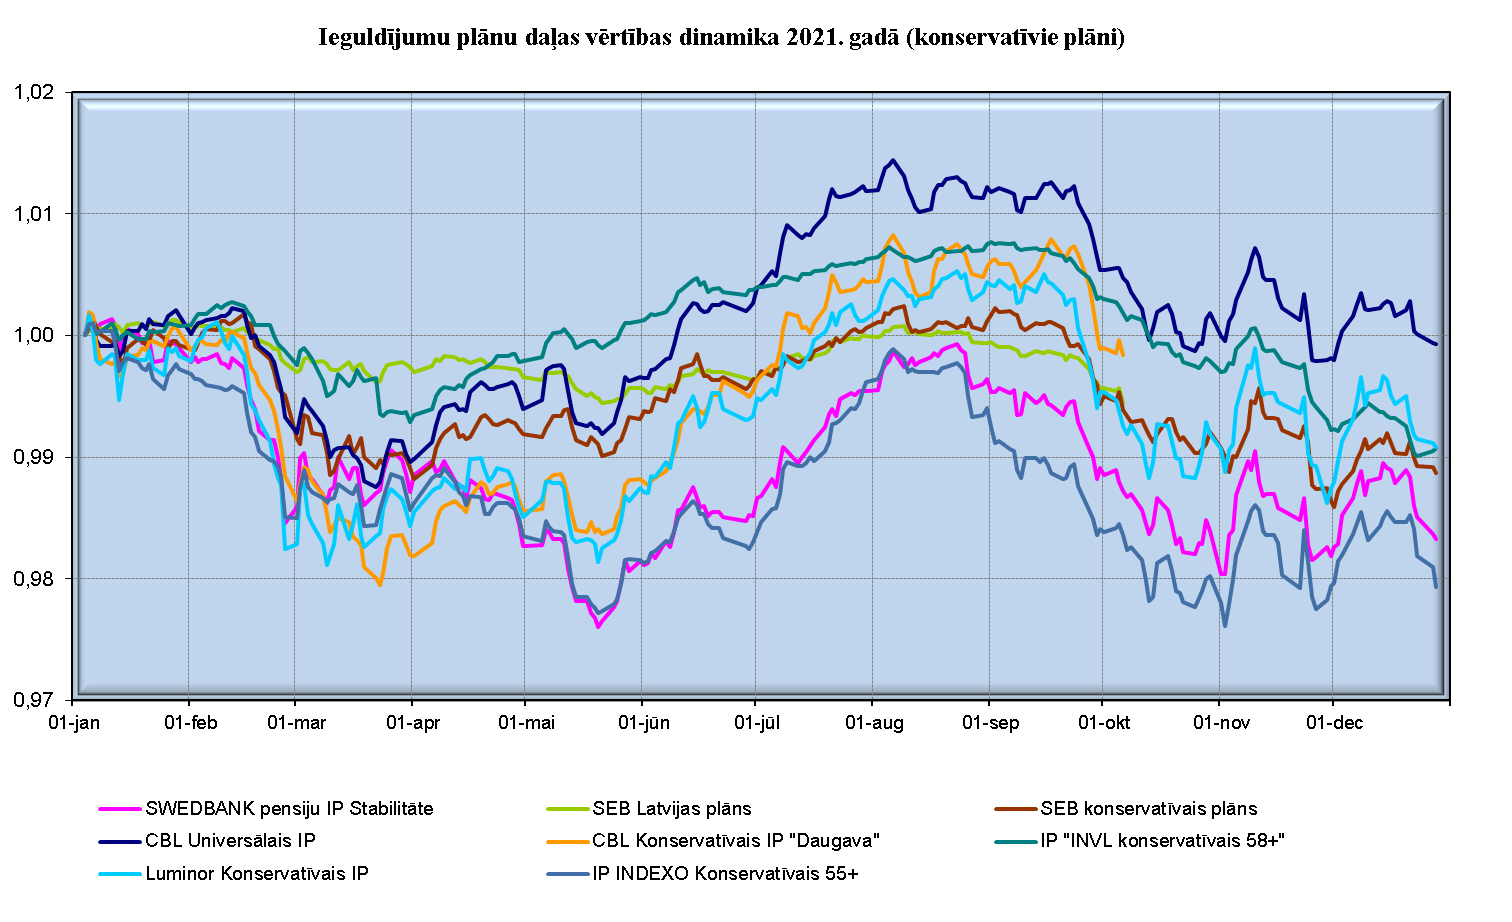 Ieguldījumu plānu daļas vērtības dinamika 2021. gadā (konservatīvie plāni)
1,02
1,01
1,00
0,99
0,98
0,97
01-jan 01-feb 01-mar 01-apr 01-mai 01-jūn 01-jūl 01-aug 01-sep 01-okt 01-nov 01-dec
SWEDBANK pensiju IP Stabilitāte SEB Latvijas plāns SEB konservatīvais plāns
CBL Universālais IP CBL Konservatīvais IP "Daugava" IP "INVL konservatīvais 58+"
Luminor Konservatīvais IP IP INDEXO Konservatīvais 55+